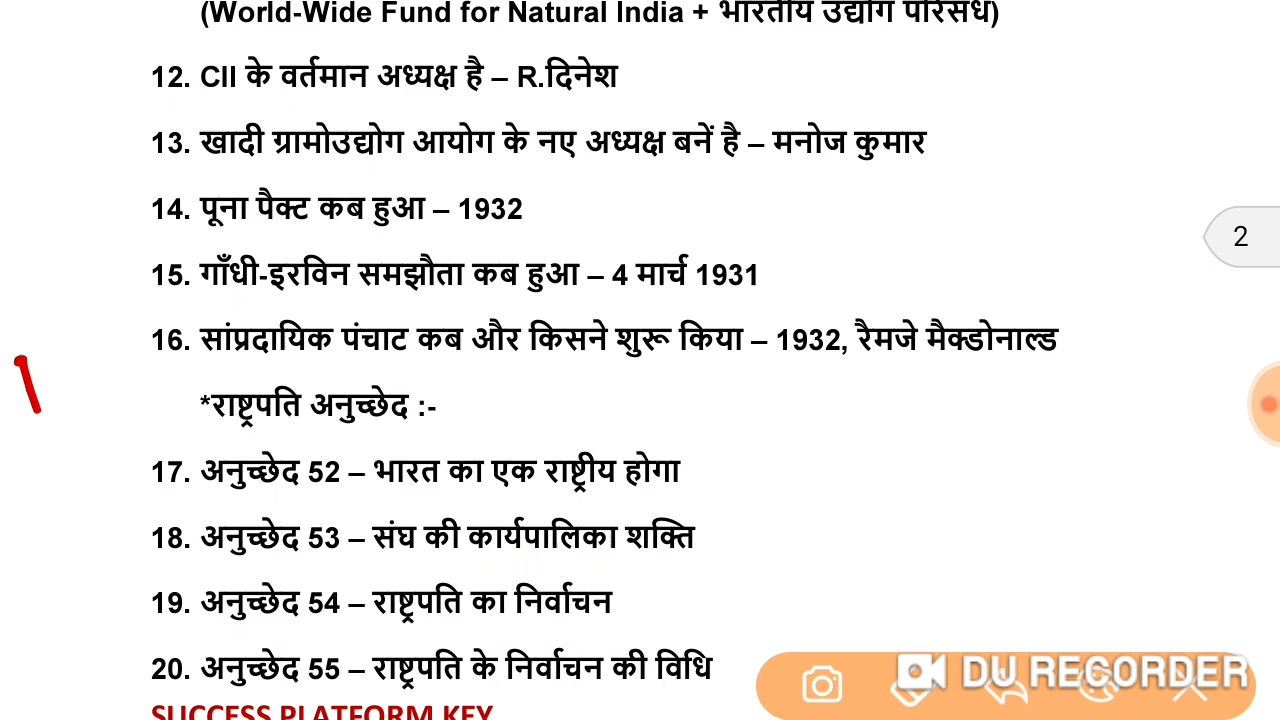 (World-Wide Fund for Natural India + भारतीय उद्योग परिसंध)
12. CII के वर्तमान अध्यक्ष है – R.दिनेश
13. खादी ग्रामोउद्योग आयोग के नए अध्यक्ष बनें है – मनोज कुमार
14. पूना पैक्ट कब हुआ – 1932
15. गाँधी-इरविन समझौता कब हुआ – 4 मार्च 1931
16. सांप्रदायिक पंचाट कब और किसने शुरू किया – 1932, रैमजे मैक्डोनाल्ड
*राष्ट्रपति अनुच्छेद :-
17. अनुच्छेद 52 – भारत का एक राष्ट्रीय होगा
18. अनुच्छेद 53 – संघ की कार्यपालिका शक्ति
19. अनुच्छेद 54 – राष्ट्रपति का निर्वाचन
20. अनुच्छेद 55 – राष्ट्रपति के निर्वाचन की विधि
SUCCESS PLATFORM KEY
2
DU RECORDER